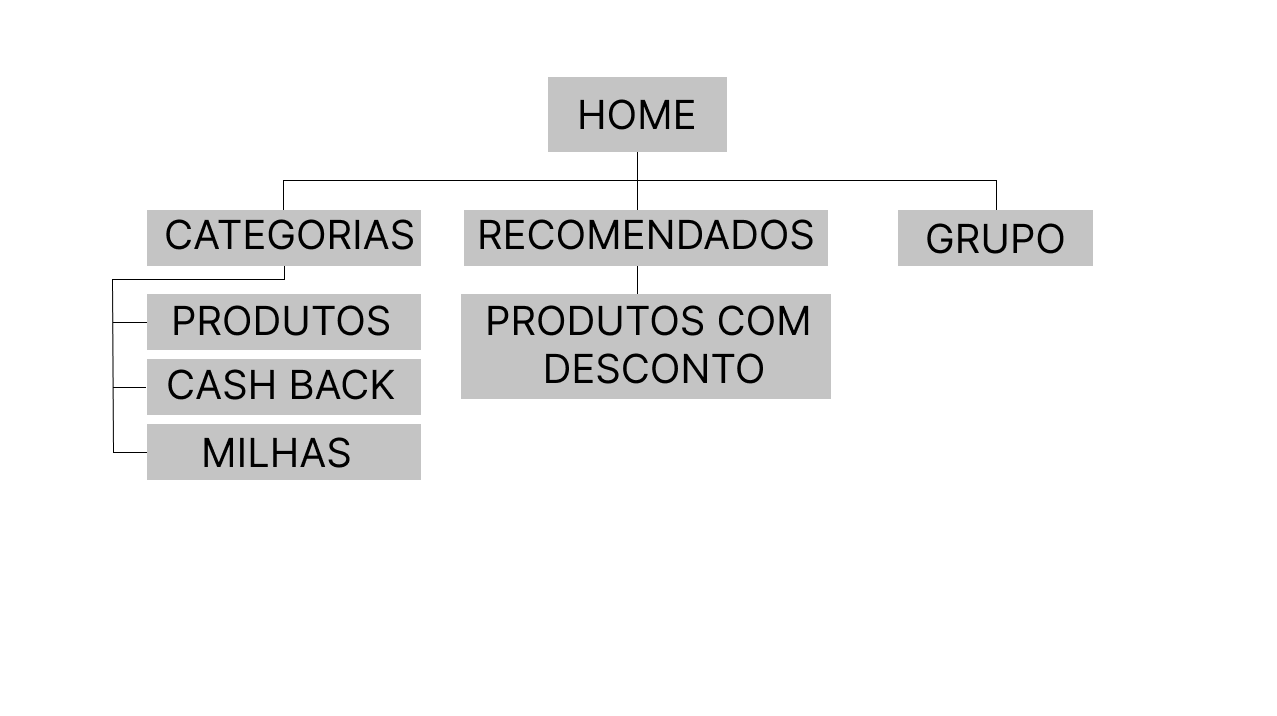 HOME
CATEGORIAS
RECOMENDADOS
GRUPO
PRODUTOS
CASH BACK
MILHAS
PRODUTOS COM
DESCONTO